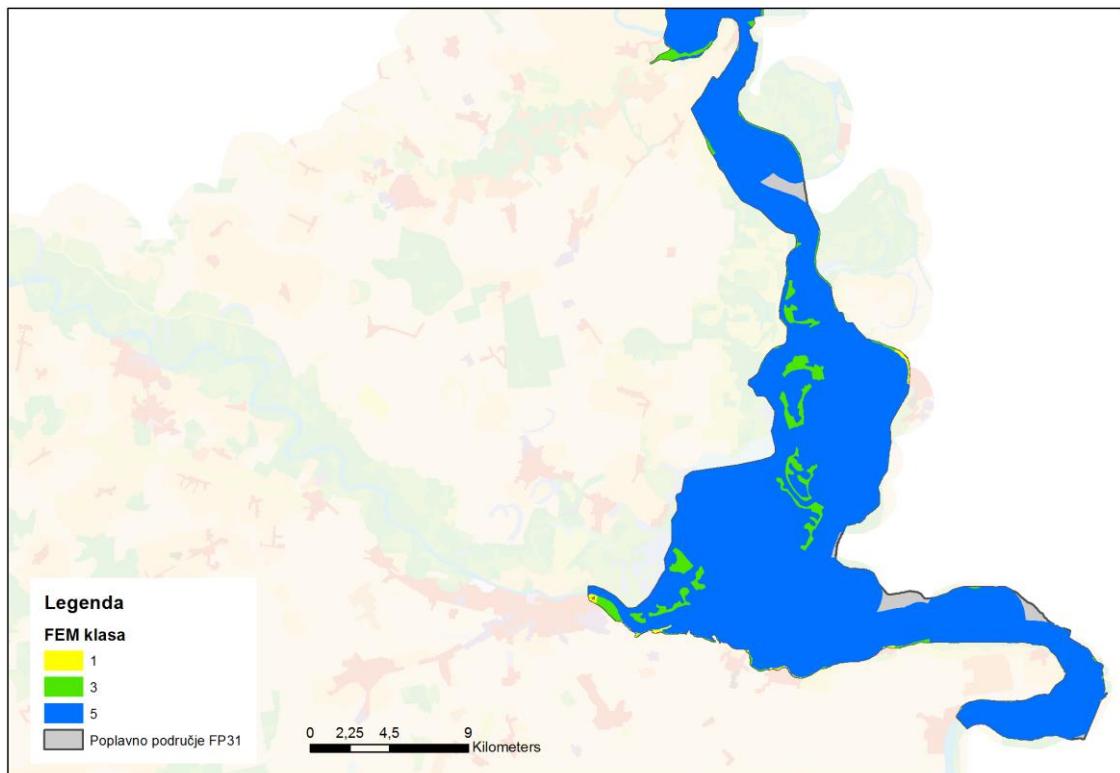 Legenda
FEM klasa
1
3
5
Poplavno područje FP31
0 2,25 4,5 9
Kilometers